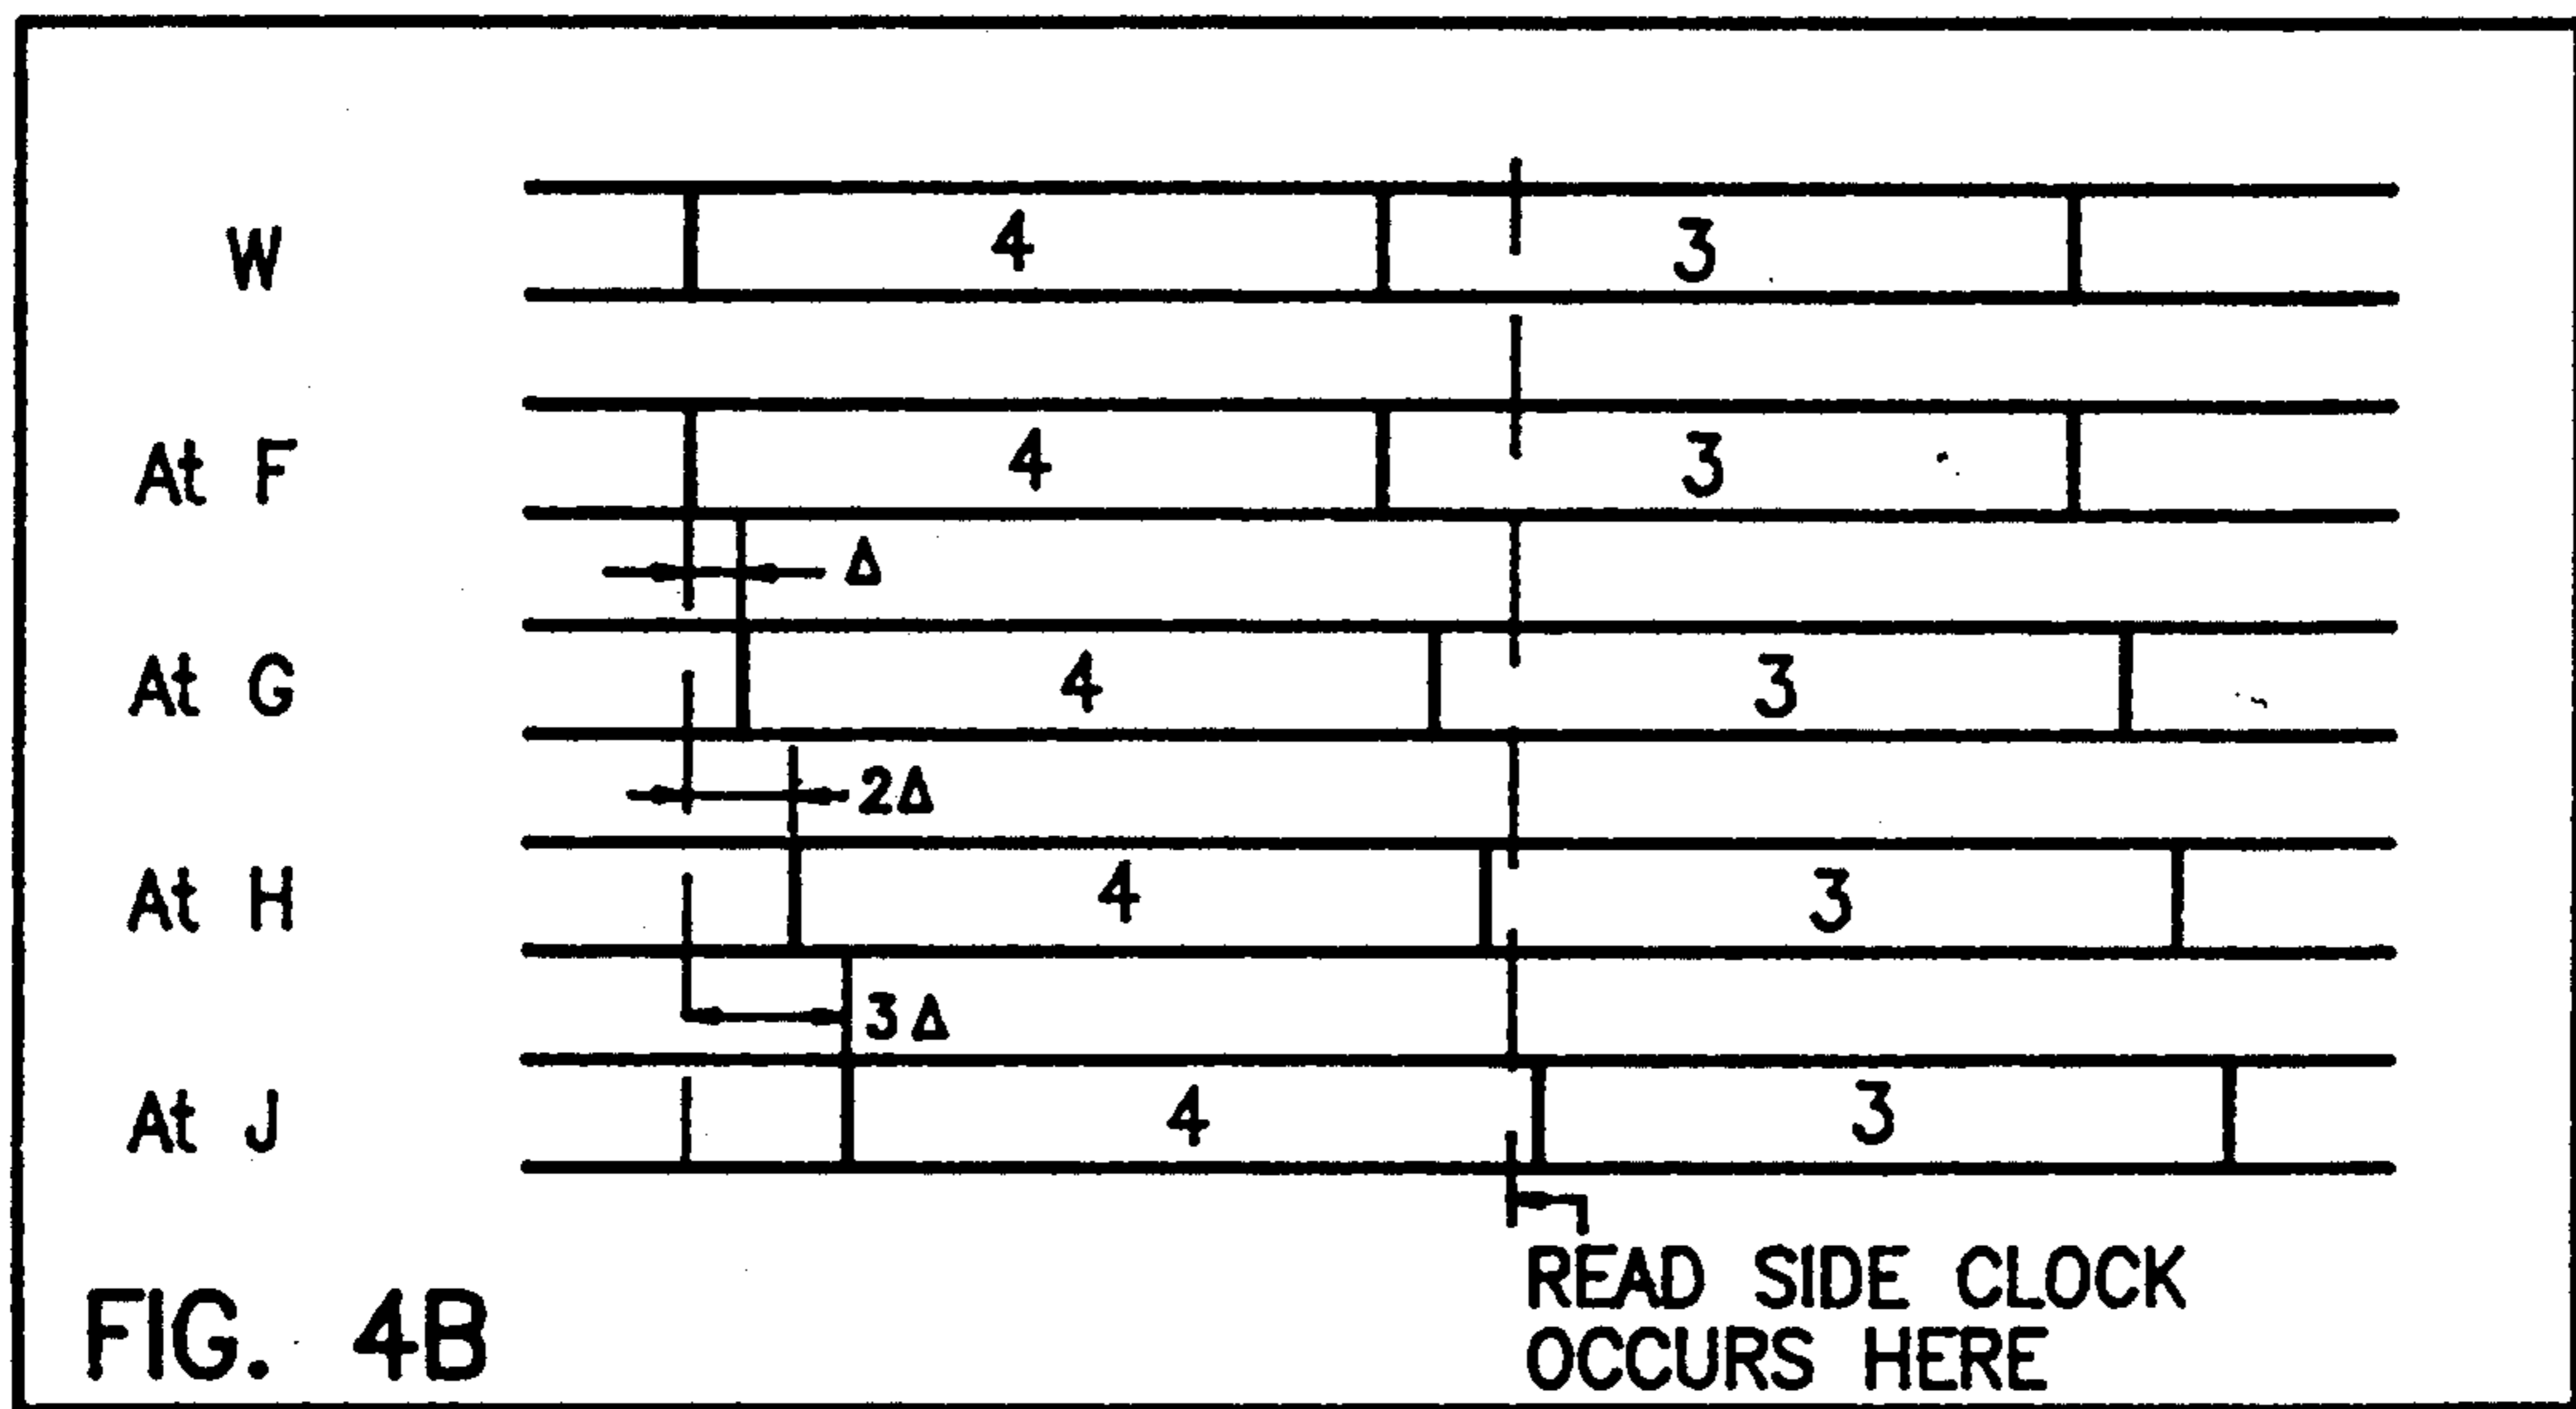 W 4 3
At F 4 3
Δ
At G 4 3
2Δ
At H 4 3
3Δ
At J 4 3
READ SIDE CLOCK
OCCURS HERE
FIG. 4B